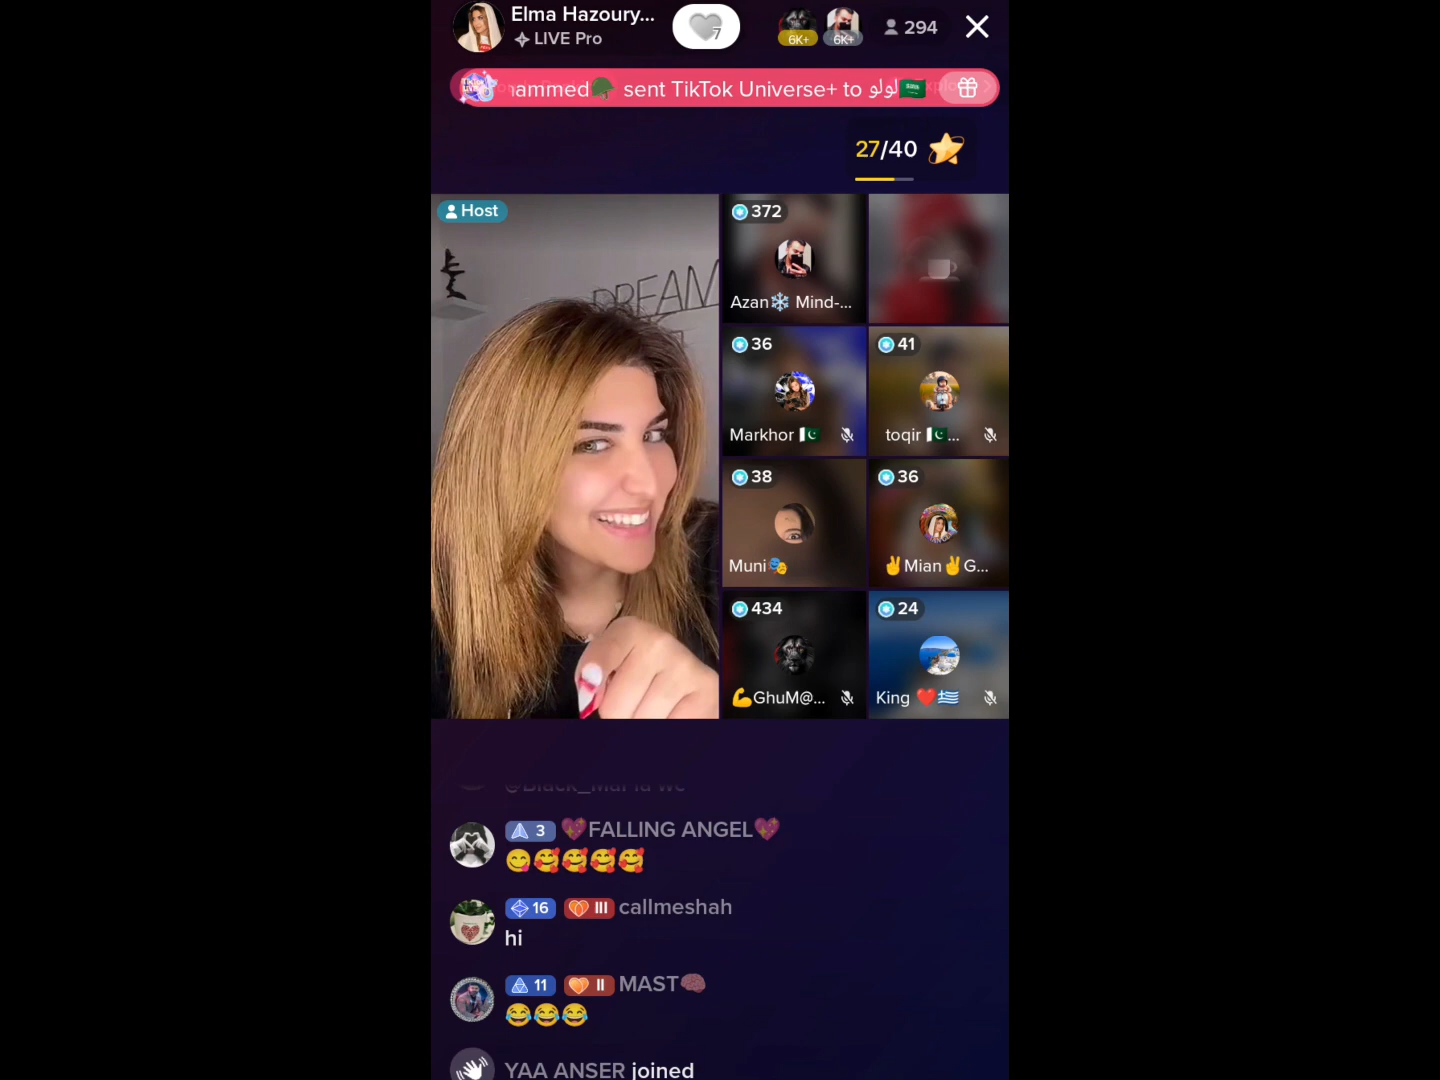 Elma Hazoury...
LIVE Pro
7
6K+
6K+
294
ammed🪖 sent TikTok Universe+ to لولو🇸🇦
27/40
Host
DREAM
372
Azan❄️ Mind-...
36
Markhor 🇵🇰
41
toqir 🇵🇰...
38
Muni🎭
36
✌️Mian✌️G...
434
💪GhuM@...
24
King ❤️🇬🇷
3 💖FALLING ANGEL💖
😋🥰🥰🥰🥰
16 III callmeshah
hi
11 II MAST🧠
😂😂😂
YAA ANSER joined